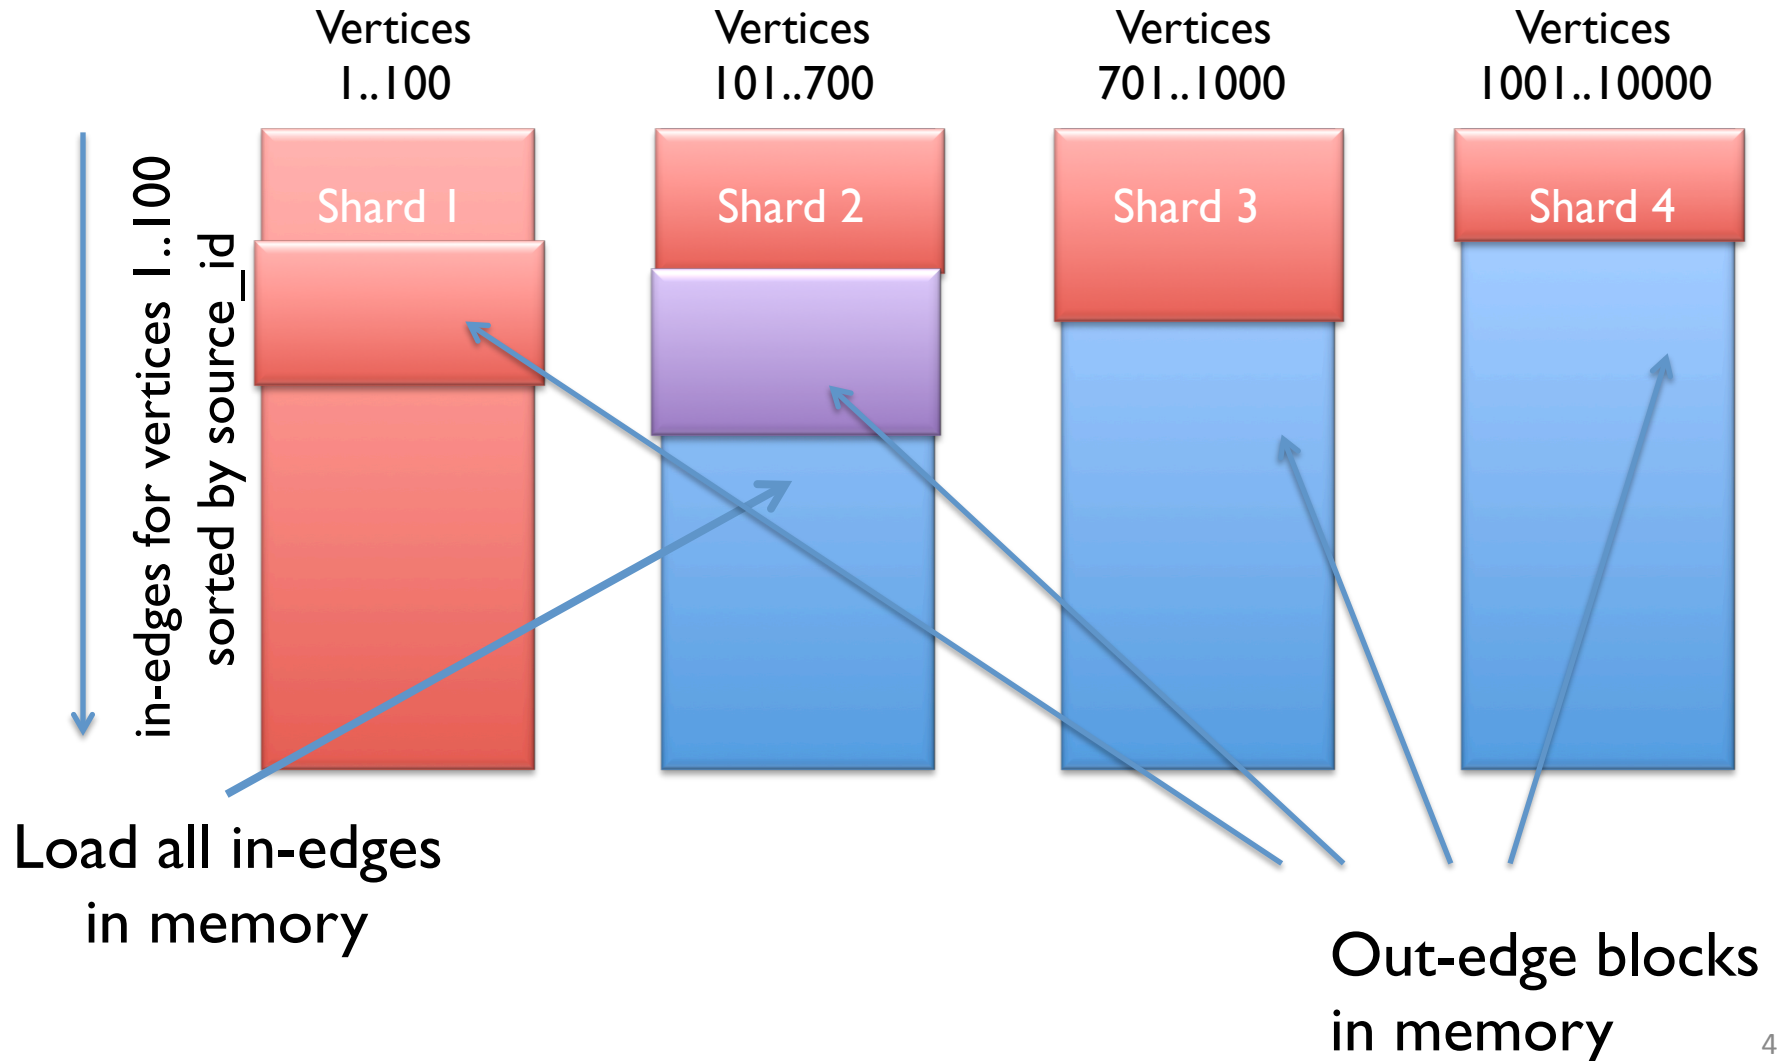 Vertices
1..100
Vertices
101..700
Vertices
701..1000
Vertices
1001..10000
in-edges for vertices 1..100
sorted by source_id
Shard 1
Shard 2
Shard 3
Shard 4
Load all in-edges
in memory
Out-edge blocks
in memory
4